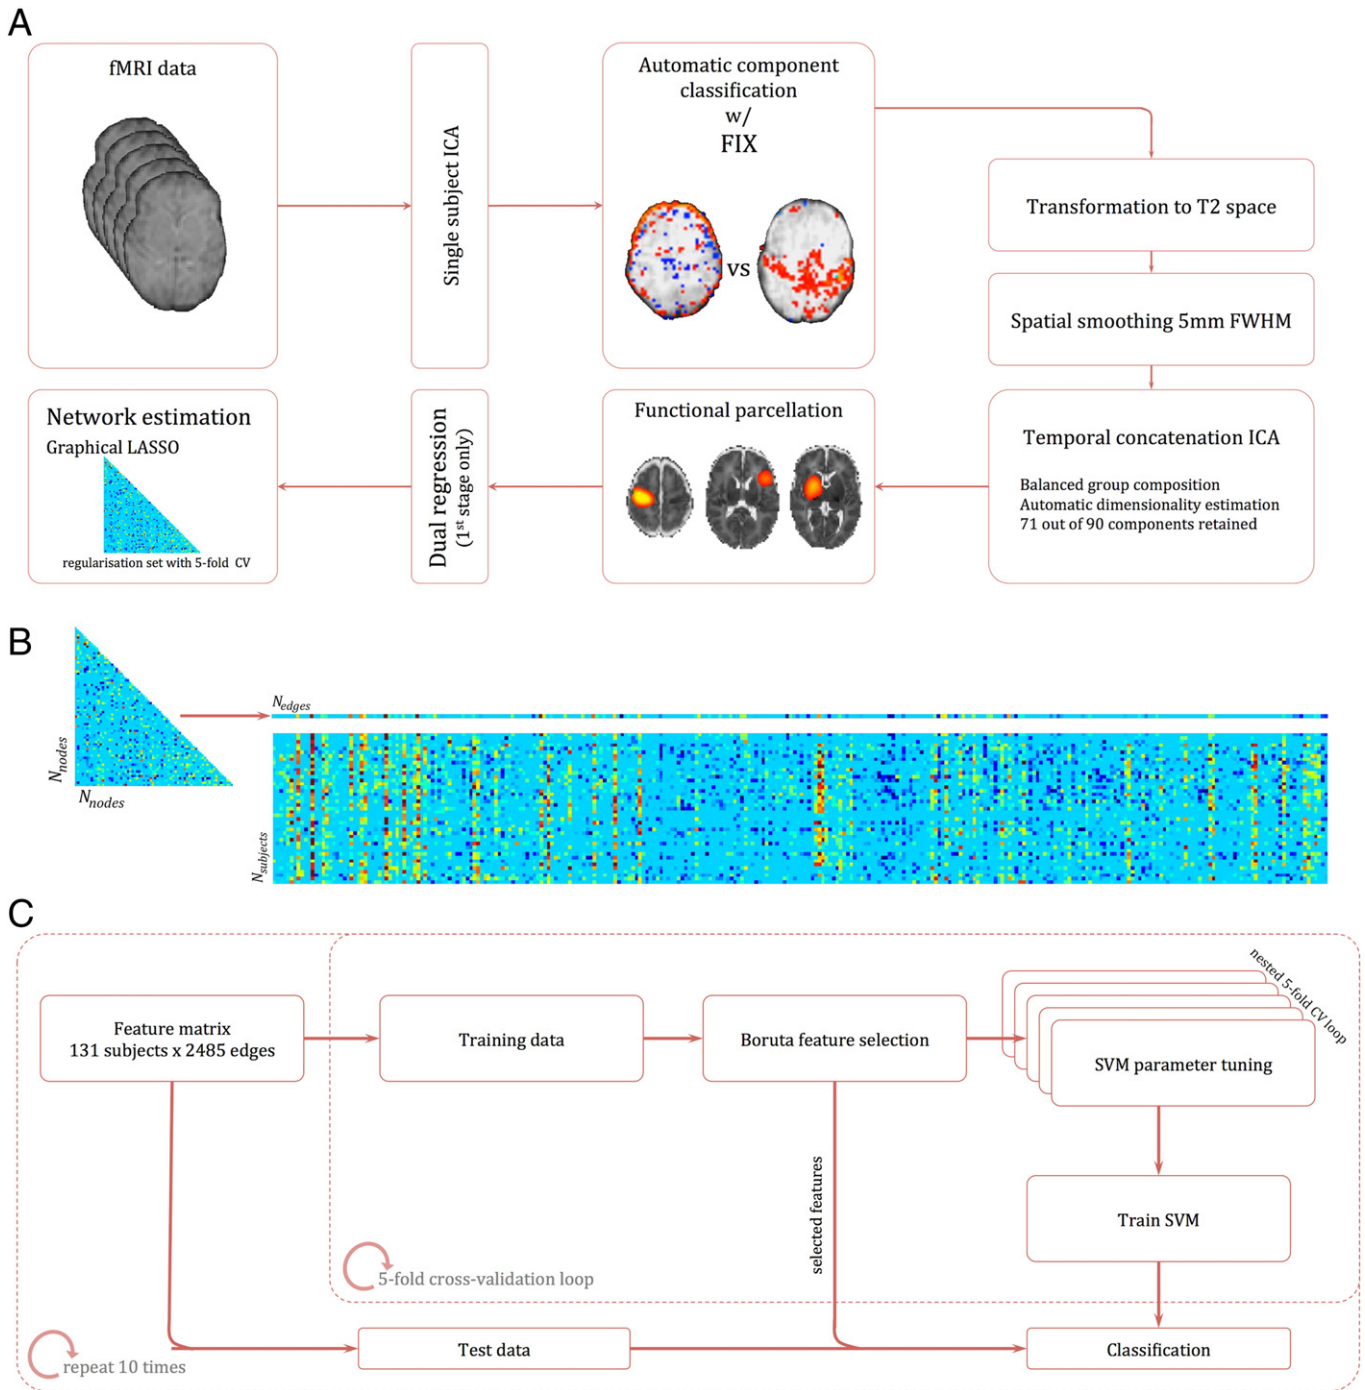 A
fMRI data
Single subject ICA
Automatic component
classification
w/
FIX
vs
Transformation to T2 space
Spatial smoothing 5mm FWHM
Temporal concatenation ICA
Balanced group composition
Automatic dimensionality estimation
71 out of 90 components retained
Functional parcellation
Dual regression
(1st stage only)
Network estimation
Graphical LASSO
regularisation set with 5-fold CV
B
Nnodes
Nnodes
Nedges
Nsubjects
C
Feature matrix
131 subjects x 2485 edges
Training data
Boruta feature selection
nested 5-fold CV loop
SVM parameter tuning
selected features
Train SVM
5-fold cross-validation loop
repeat 10 times
Test data
Classification